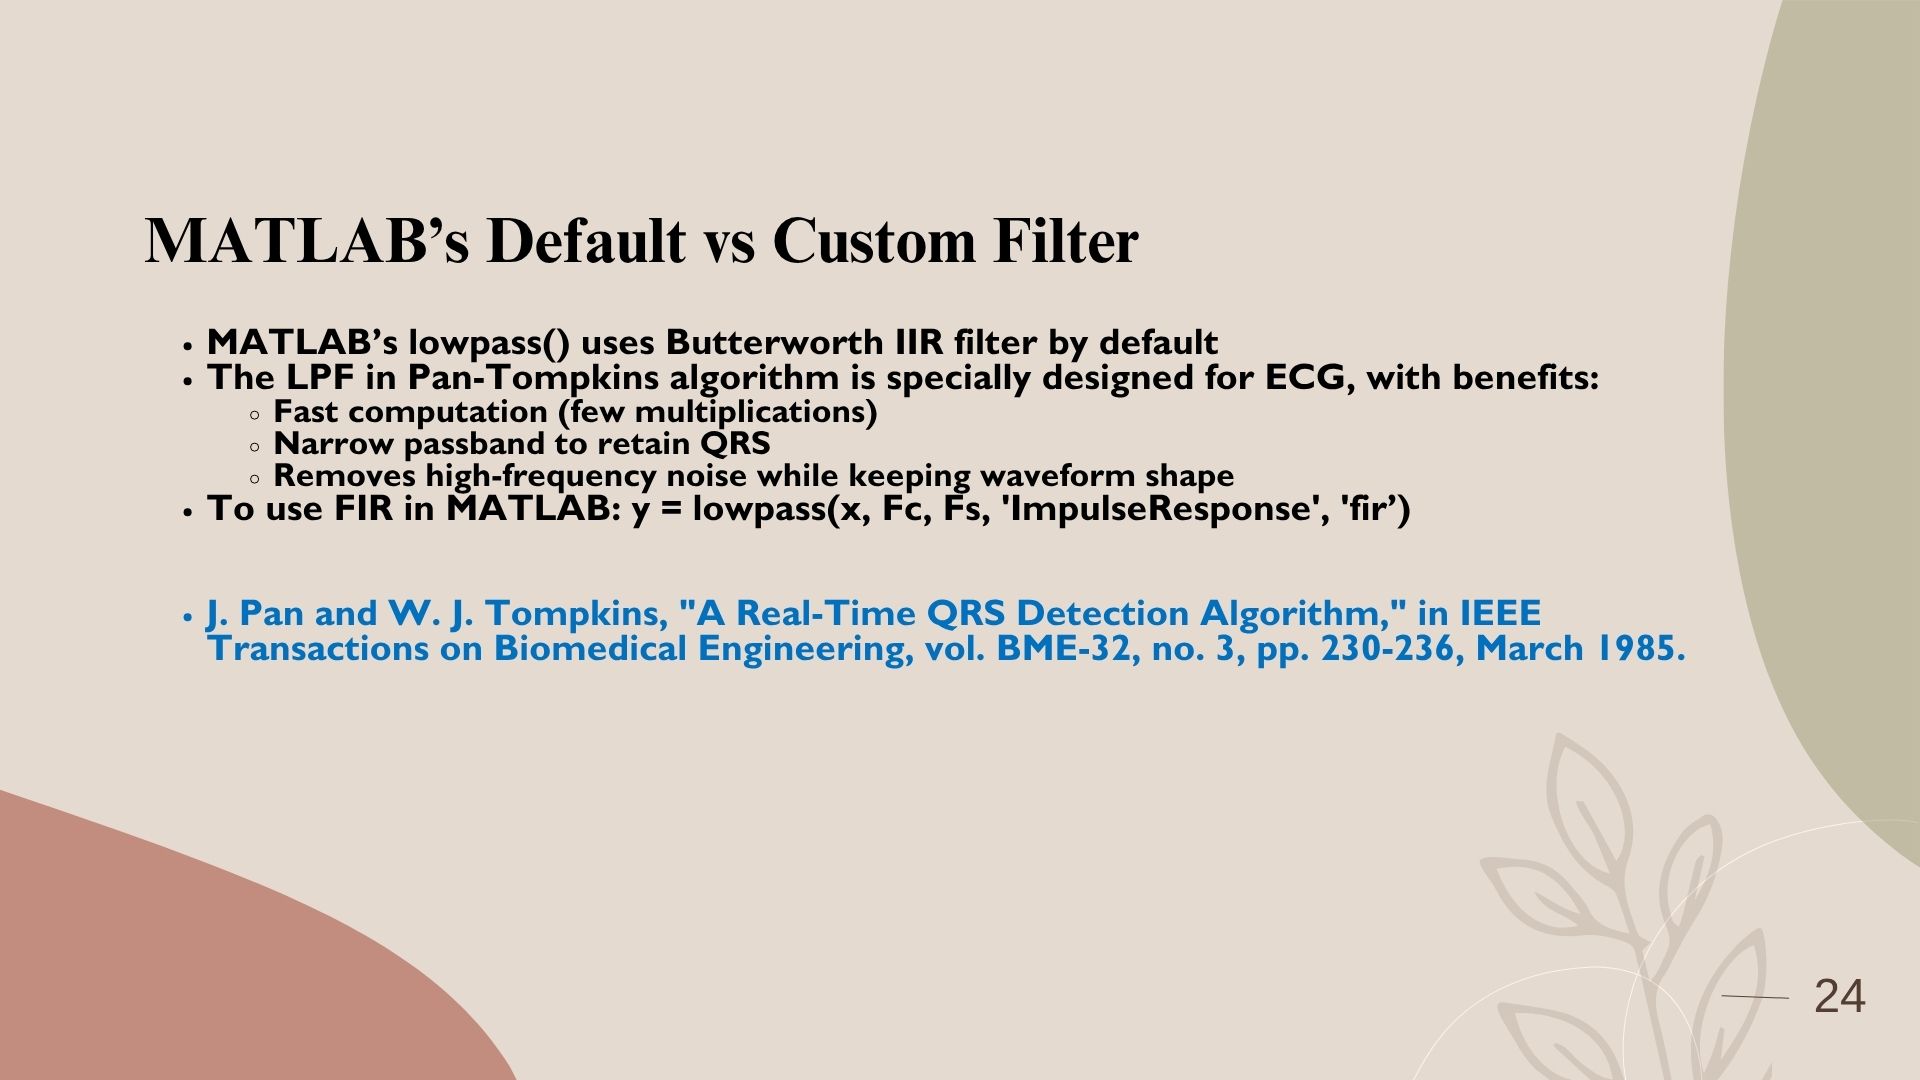 MATLAB’s Default vs Custom Filter
• MATLAB’s lowpass() uses Butterworth IIR filter by default
• The LPF in Pan-Tompkins algorithm is specially designed for ECG, with benefits:
◦ Fast computation (few multiplications)
◦ Narrow passband to retain QRS
◦ Removes high-frequency noise while keeping waveform shape
• To use FIR in MATLAB: y = lowpass(x, Fc, Fs, 'ImpulseResponse', 'fir’)
• J. Pan and W. J. Tompkins, "A Real-Time QRS Detection Algorithm," in IEEE
Transactions on Biomedical Engineering, vol. BME-32, no. 3, pp. 230-236, March 1985.
24